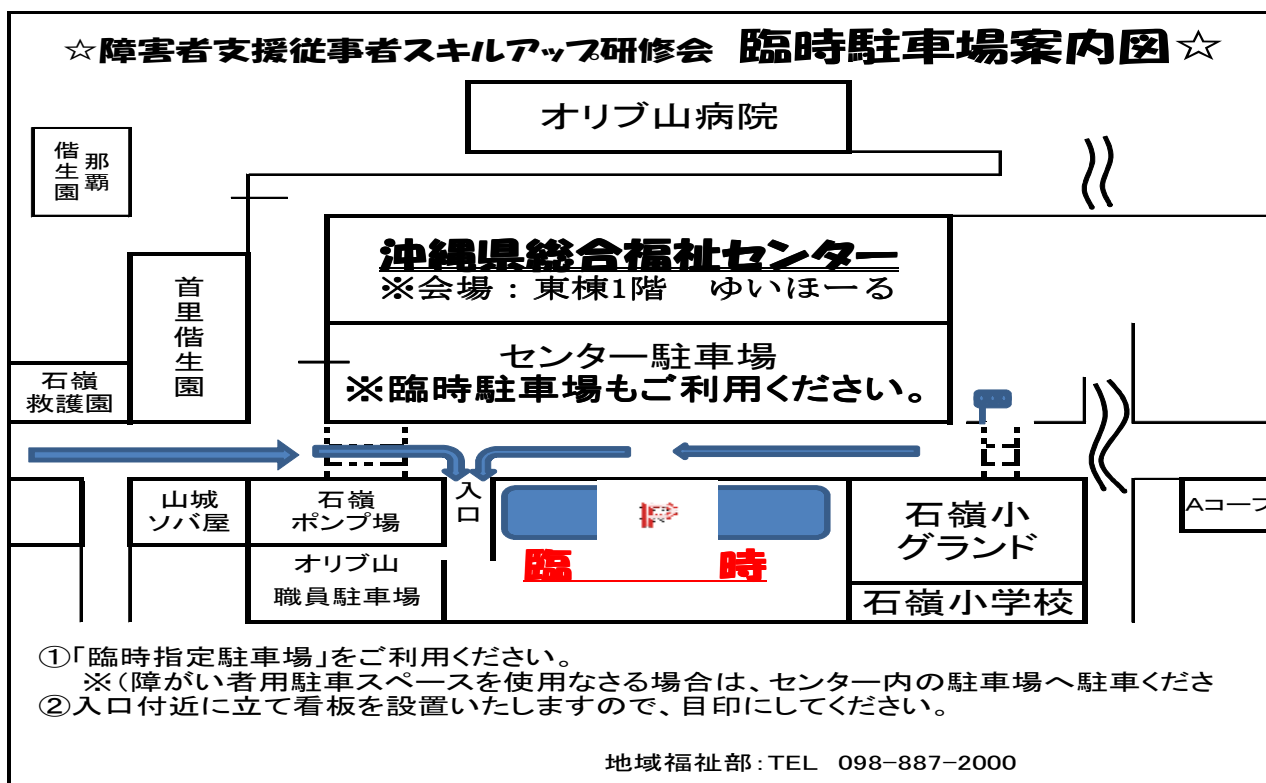 ☆障害者支援従事者スキルアップ研修会 臨時駐車場案内図☆
オリブ山病院
那覇
偕生園
沖縄県総合福祉センター
※会場：東棟1階　ゆいほーる
首里偕生園
センター駐車場
※臨時駐車場もご利用ください。
石嶺
救護園
山城
ソバ屋
石嶺
ポンプ場
入口
石嶺小
グランド
Aコープ
オリブ山
職員駐車場
臨　時
石嶺小学校
①「臨時指定駐車場」をご利用ください。
※（障がい者用駐車スペースを使用なさる場合は、センター内の駐車場へ駐車くださ
②入口付近に立て看板を設置いたしますので、目印にしてください。
地域福祉部：TEL 098-887-2000